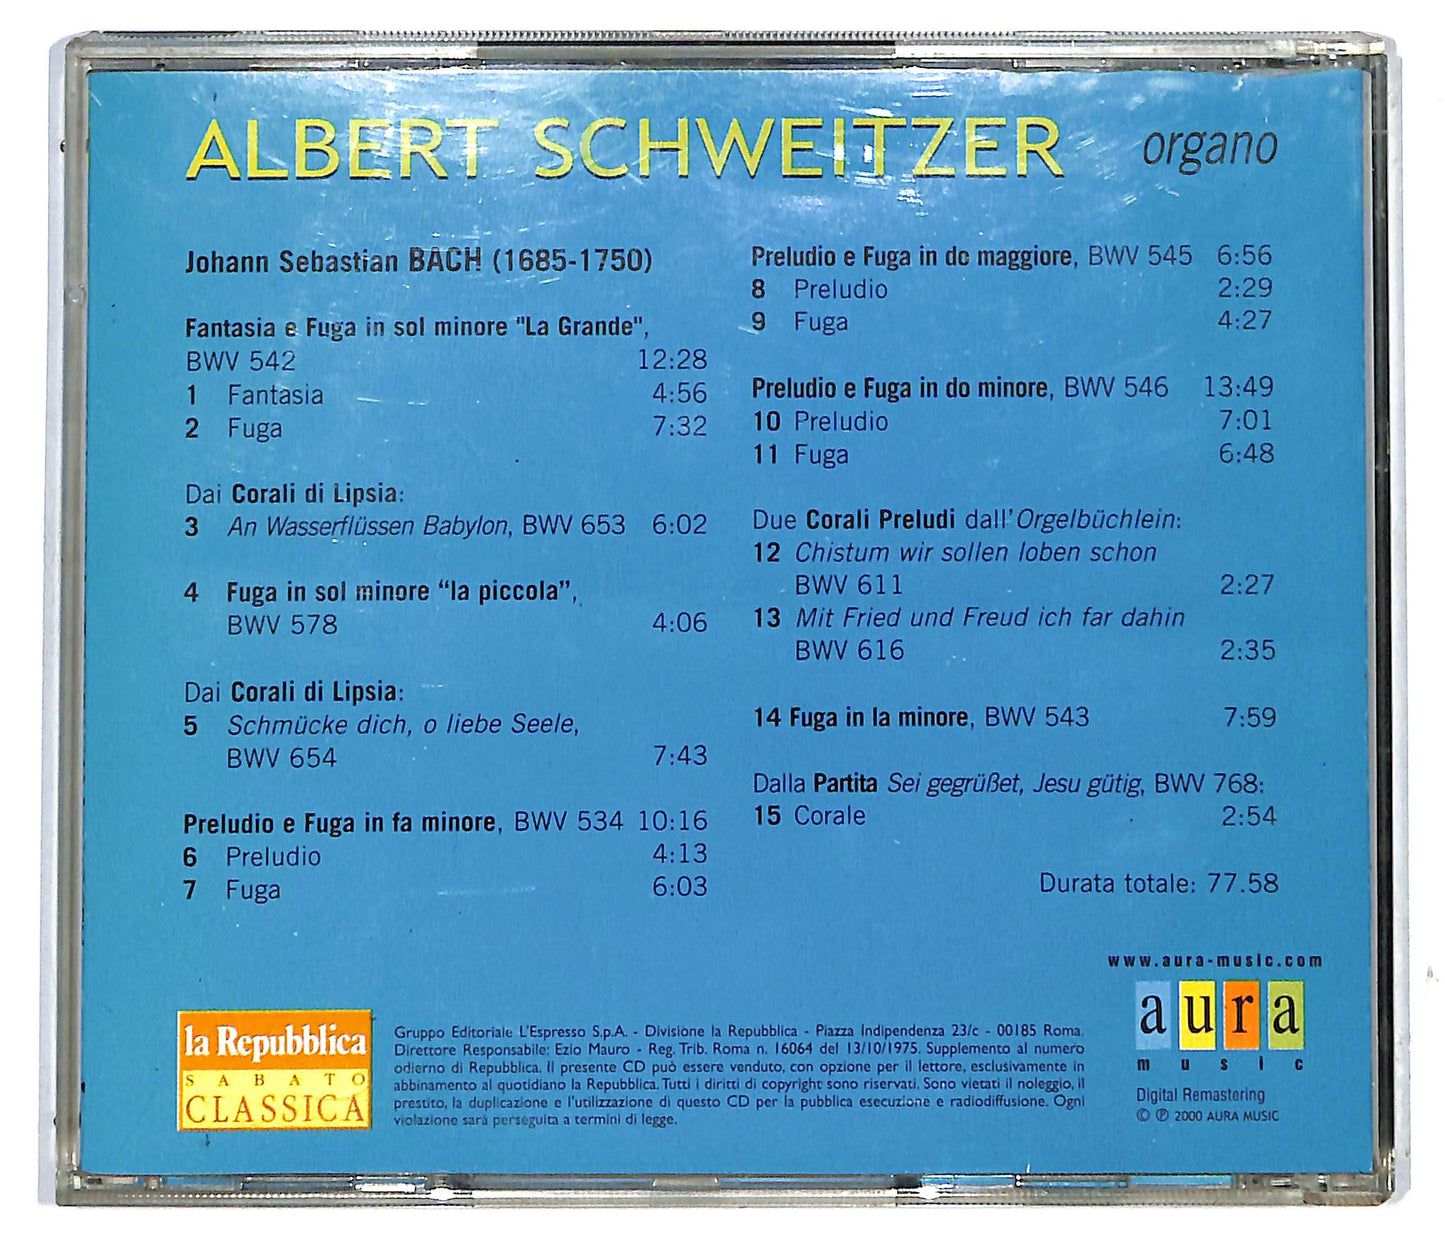 ALBERT SCHWEITZER organo
Johann Sebastian BACH (1685-1750)
Fantasia e Fuga in sol minore "La Grande",
BWV 542 12:28
1 Fantasia 4:56
2 Fuga 7:32
Dai Corali di Lipsia:
3 An Wasserflüssen Babylon, BWV 653 6:02
4 Fuga in sol minore “la piccola”,
BWV 578 4:06
Dai Corali di Lipsia:
5 Schmücke dich, o liebe Seele,
BWV 654 7:43
Preludio e Fuga in fa minore, BWV 534 10:16
6 Preludio 4:13
7 Fuga 6:03
Preludio e Fuga in do maggiore, BWV 545 6:56
8 Preludio 2:29
9 Fuga 4:27
Preludio e Fuga in do minore, BWV 546 13:49
10 Preludio 7:01
11 Fuga 6:48
Due Corali Preludi dall'Orgelbüchlein:
12 Chistum wir sollen loben schon
BWV 611 2:27
13 Mit Fried und Freud ich far dahin
BWV 616 2:35
14 Fuga in la minore, BWV 543 7:59
Dalla Partita Sei gegrüßet, Jesu gütig, BWV 768:
15 Corale 2:54
Durata totale: 77.58
www.aura-music.com
aura
music
Digital Remastering
© ℗ 2000 AURA MUSIC
la Repubblica
SABATO
CLASSICA
Gruppo Editoriale L'Espresso S.p.A. - Divisione la Repubblica - Piazza Indipendenza 23/c - 00185 Roma.
Direttore Responsabile: Ezio Mauro - Reg. Trib. Roma n. 16064 del 13/10/1975. Supplemento al numero
odierno di Repubblica. Il presente CD può essere venduto, con opzione per il lettore, esclusivamente in
abbinamento al quotidiano la Repubblica. Tutti i diritti di copyright sono riservati. Sono vietati il noleggio, il
prestito, la duplicazione e l'utilizzazione di questo CD per la pubblica esecuzione e radiodiffusione. Ogni
violazione sarà perseguita a termini di legge.